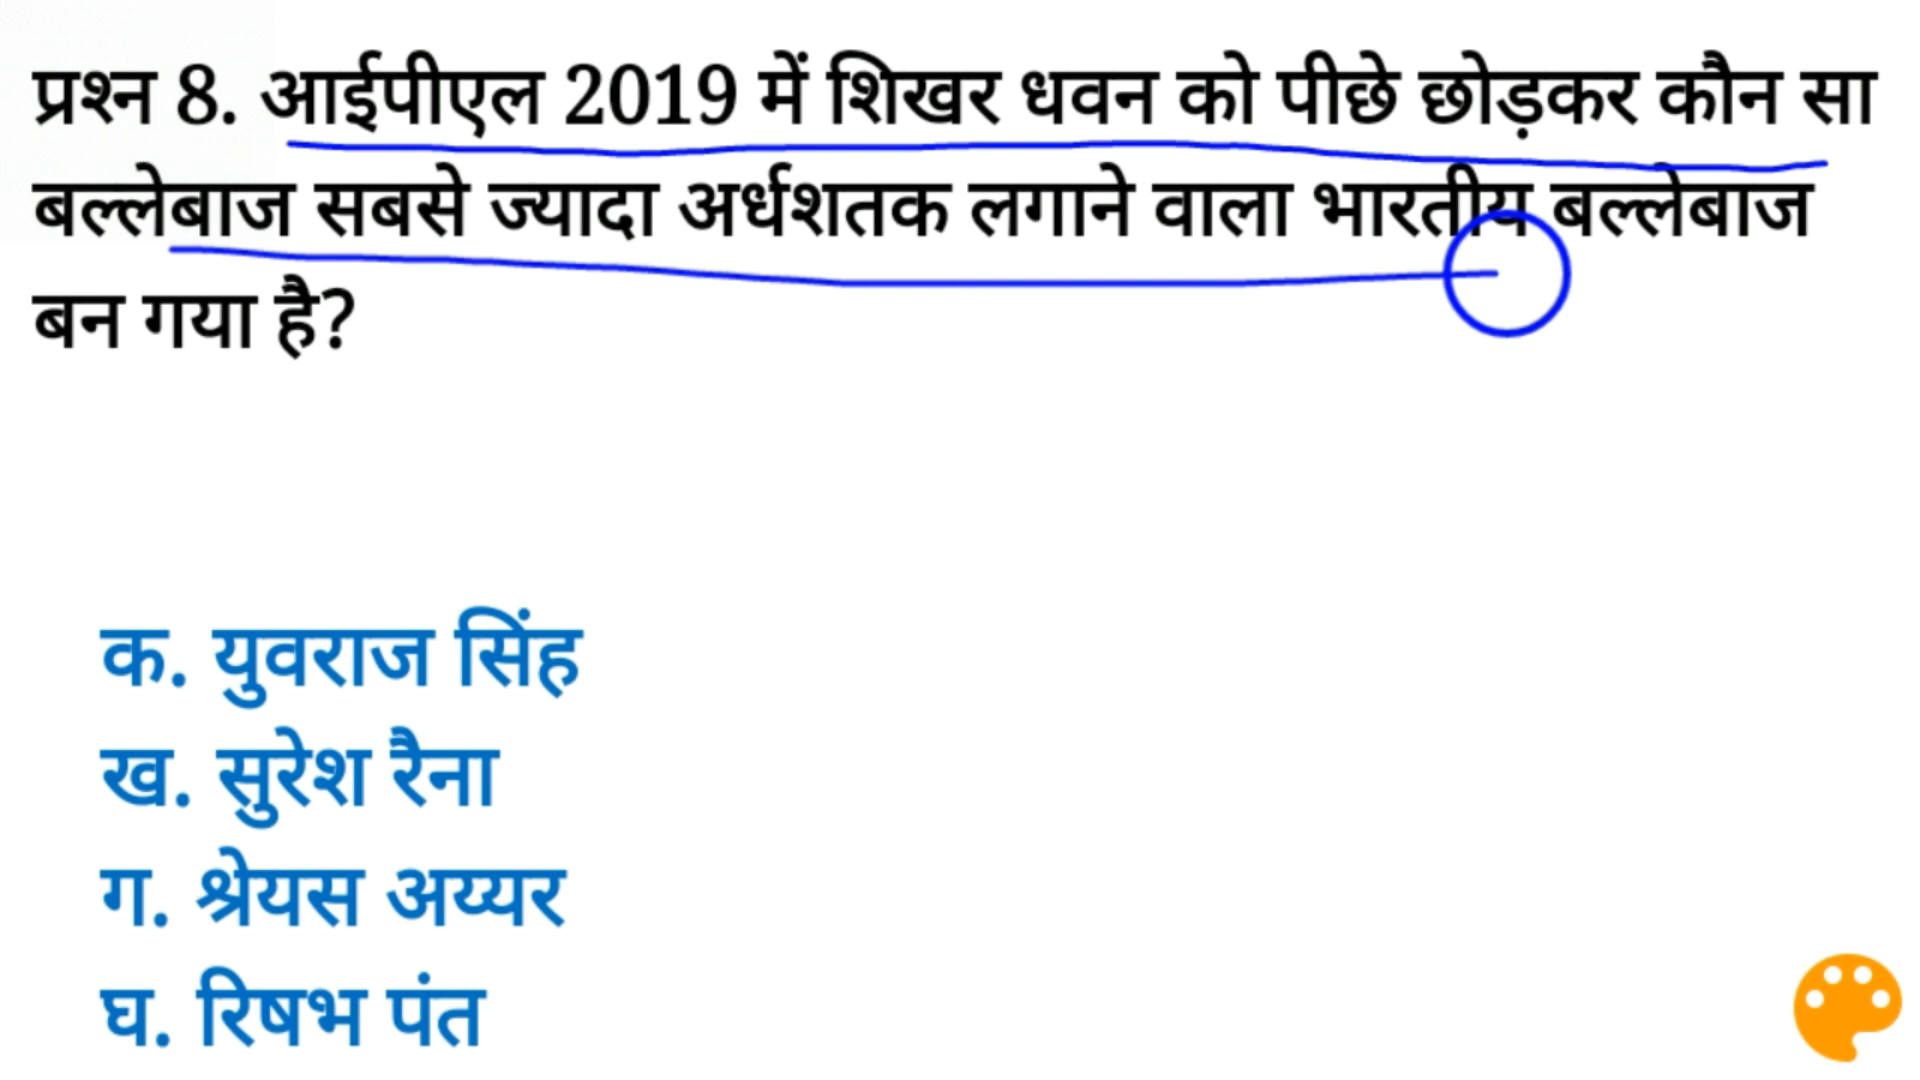 प्रश्न 8. आईपीएल 2019 में शिखर धवन को पीछे छोड़कर कौन सा
बल्लेबाज सबसे ज्यादा अर्धशतक लगाने वाला भारतीय बल्लेबाज
बन गया है?
क. युवराज सिंह
ख. सुरेश रैना
ग. श्रेयस अय्यर
घ. रिषभ पंत